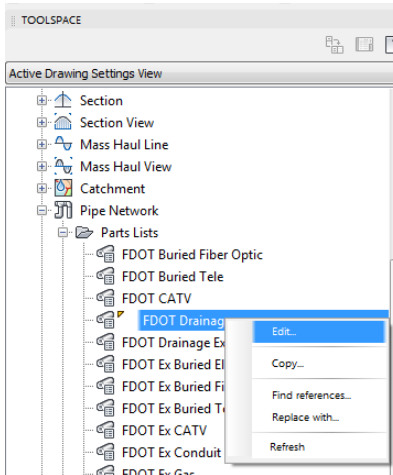 TOOLSPACE
Active Drawing Settings View
Section
Section View
Mass Haul Line
Mass Haul View
Catchment
Pipe Network
Parts Lists
FDOT Buried Fiber Optic
FDOT Buried Tele
FDOT CATV
FDOT Drainag
Edit...
FDOT Drainage Ex
FDOT Ex Buried El
Copy...
FDOT Ex Buried Fi
Find references...
FDOT Ex Buried Te
Replace with...
FDOT Ex CATV
FDOT Ex Conduit
Refresh
FDOT Ex Gas